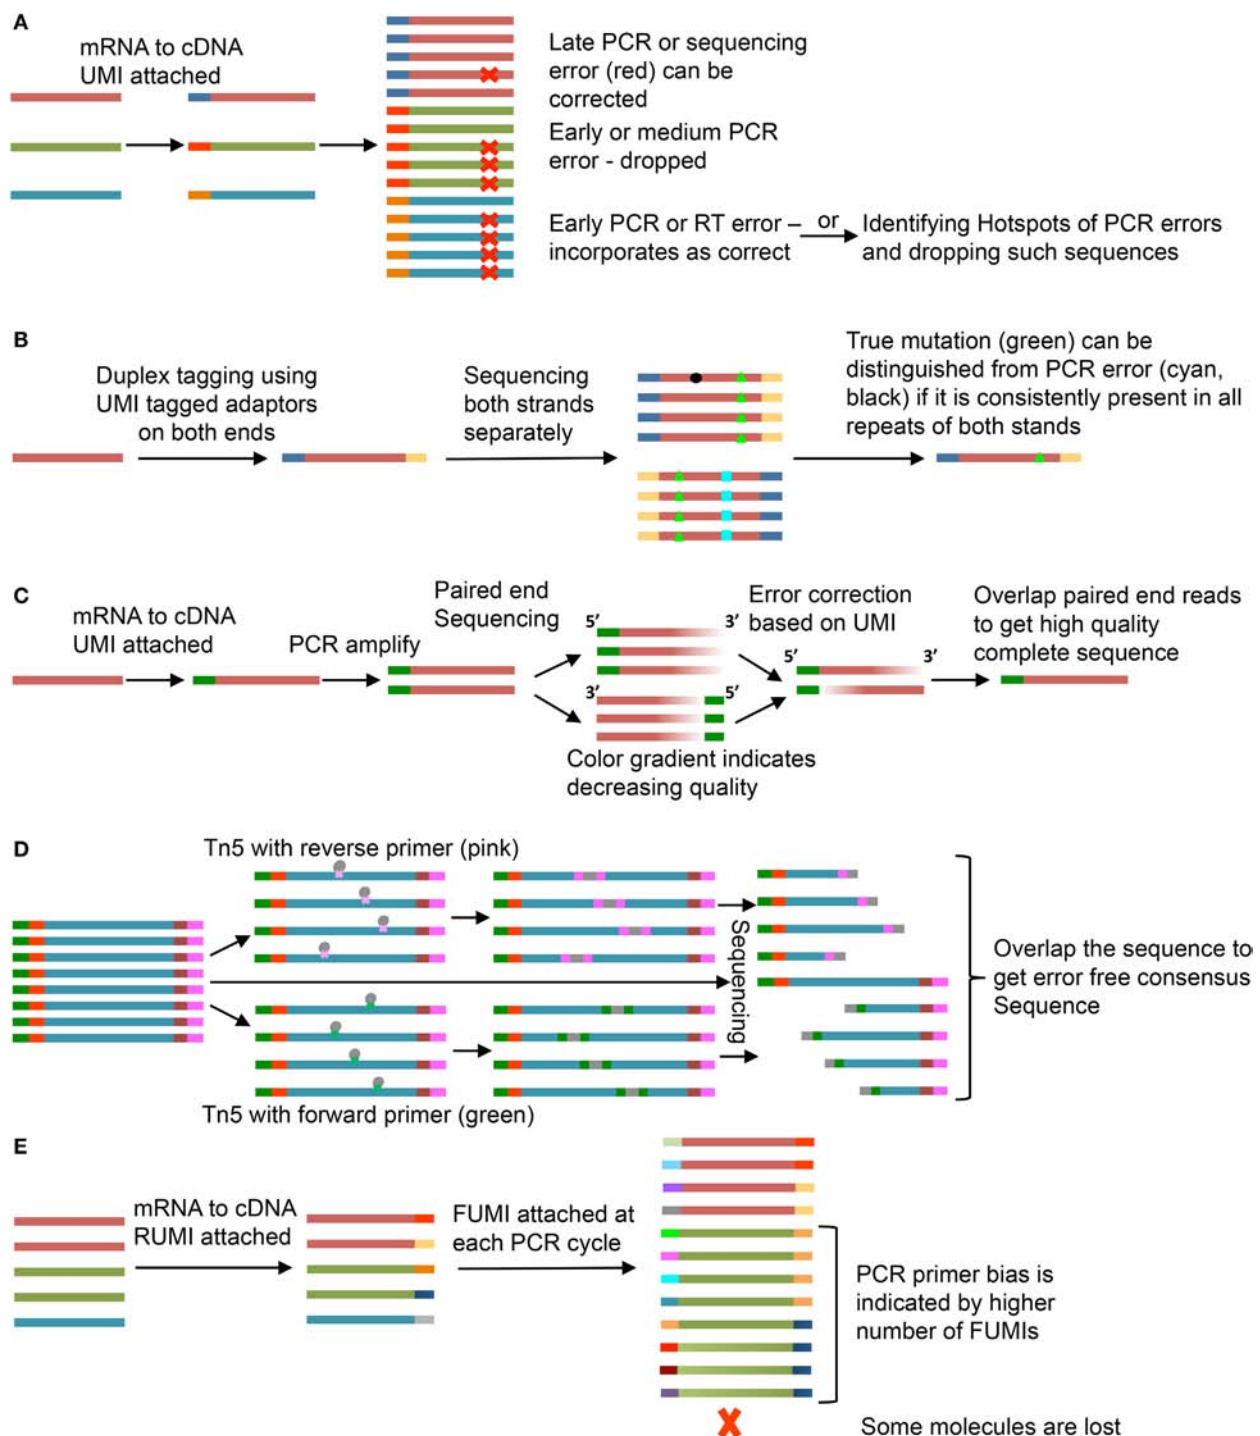 A
mRNA to cDNA
UMI attached
Late PCR or sequencing
error (red) can be
corrected
Early or medium PCR
error - dropped
Early PCR or RT error –
incorporates as correct
or
Identifying Hotspots of PCR errors
and dropping such sequences
B
Duplex tagging using
UMI tagged adaptors
on both ends
Sequencing
both strands
separately
True mutation (green) can be
distinguished from PCR error (cyan,
black) if it is consistently present in all
repeats of both stands
C
mRNA to cDNA
UMI attached
PCR amplify
Paired end
Sequencing
5’ 3’
3’ 5’
Color gradient indicates
decreasing quality
Error correction
based on UMI
5’ 3’
Overlap paired end reads
to get high quality
complete sequence
D
Tn5 with reverse primer (pink)
Tn5 with forward primer (green)
Sequencing
Overlap the sequence to
get error free consensus
Sequence
E
mRNA to cDNA
RUMI attached
FUMI attached at
each PCR cycle
PCR primer bias is
indicated by higher
number of FUMIs
Some molecules are lost